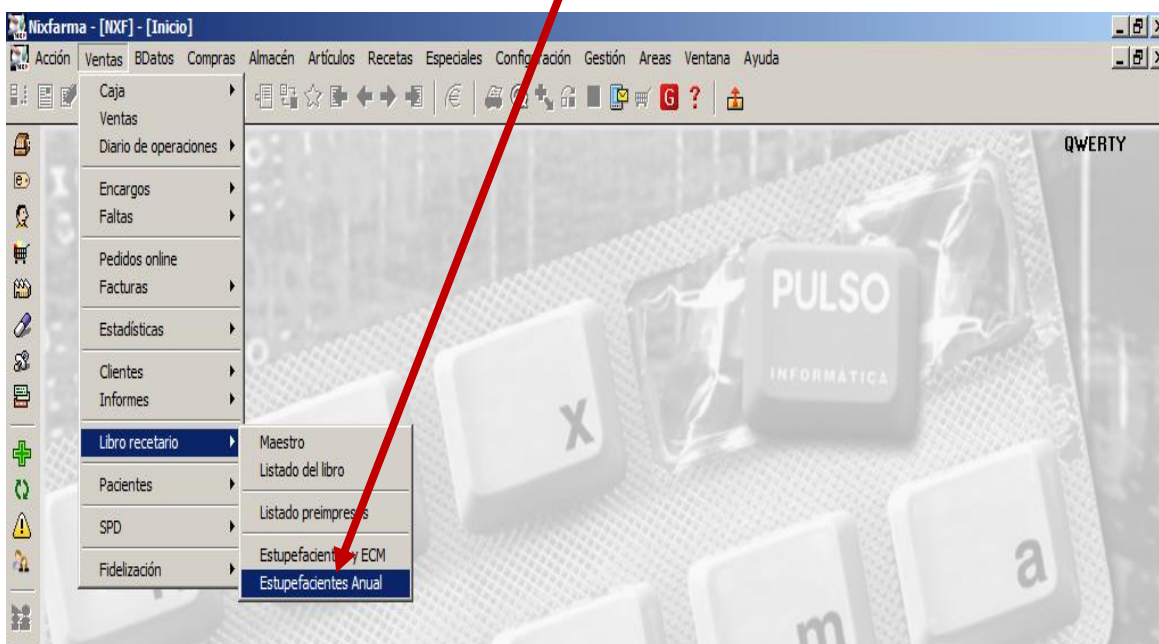 Nixfarma - [NXF] - [Inicio]
Acción Ventas BDatos Compras Almacén Artículos Recetas Especiales Configuración Gestión Areas Ventana Ayuda
G ?
QWERTY
Caja
Ventas
Diario de operaciones
Encargos
Faltas
Pedidos online
Facturas
Estadísticas
Clientes
Informes
Libro recetario
Pacientes
SPD
Fidelización
Maestro
Listado del libro
Listado preimpresos
Estupefacientes y ECM
Estupefacientes Anual
PULSO
INFORMATICA
x
a
m